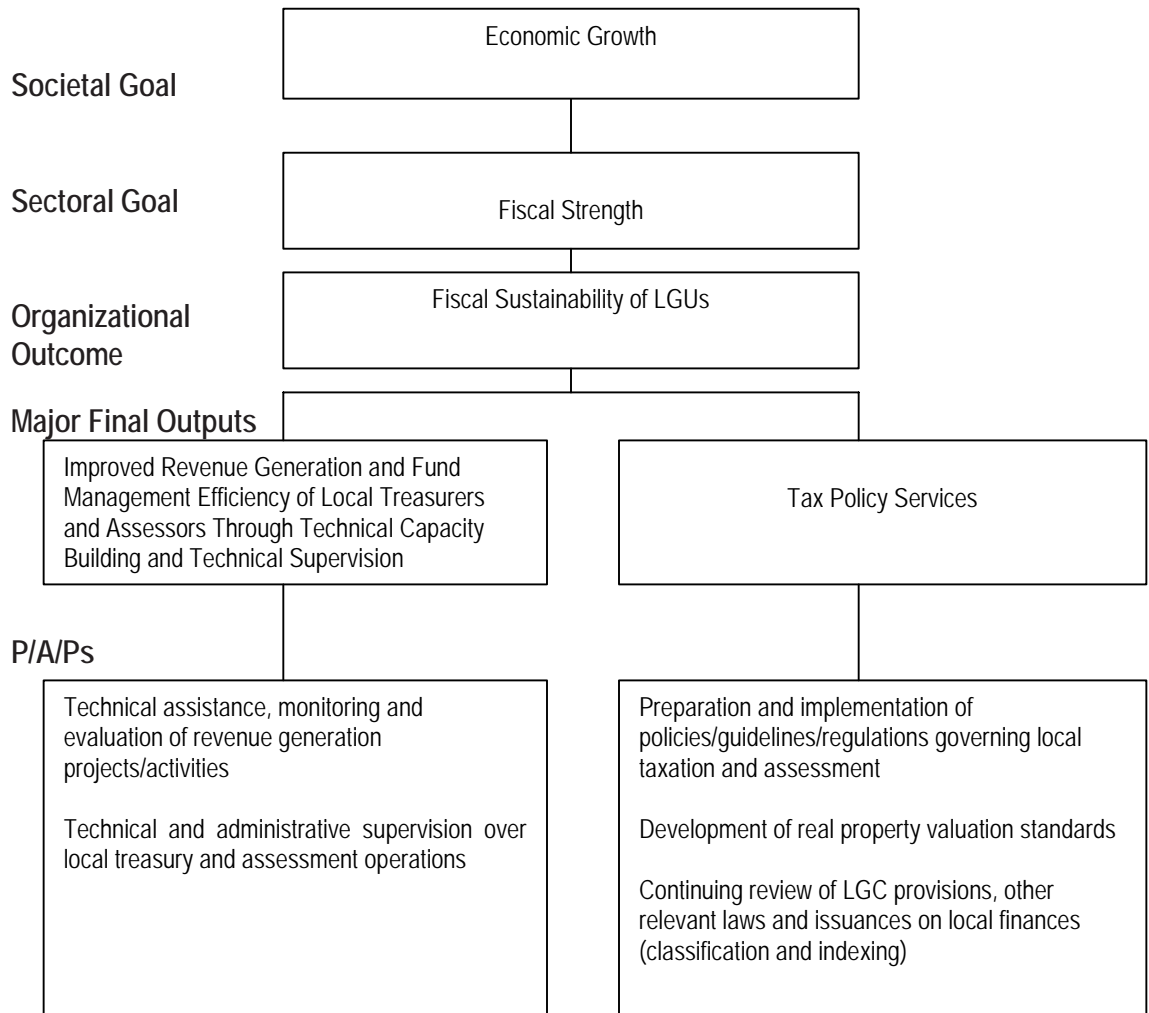 Economic Growth
Societal Goal
Sectoral Goal
Fiscal Strength
Fiscal Sustainability of LGUs
Organizational
Outcome
Major Final Outputs
Improved Revenue Generation and Fund
Management Efficiency of Local Treasurers
and Assessors Through Technical Capacity
Building and Technical Supervision
Tax Policy Services
P/A/Ps
Technical assistance, monitoring and
evaluation of revenue generation
projects/activities
Technical and administrative supervision over
local treasury and assessment operations
Preparation and implementation of
policies/guidelines/regulations governing local
taxation and assessment
Development of real property valuation standards
Continuing review of LGC provisions, other
relevant laws and issuances on local finances
(classification and indexing)